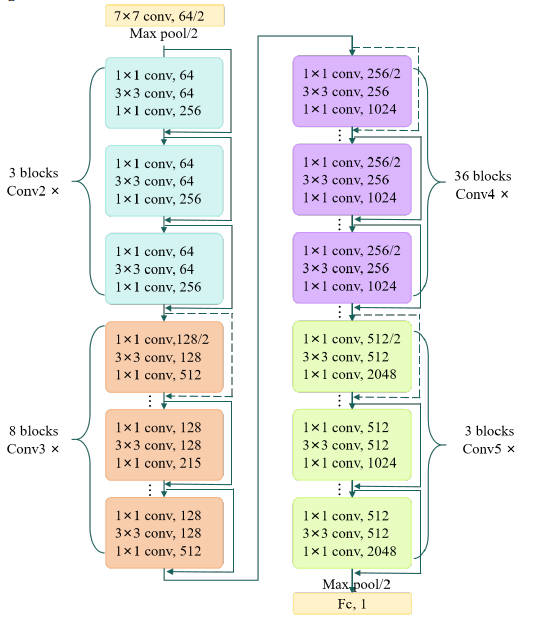 7×7 conv, 64/2
Max pool/2
1×1 conv, 64
3×3 conv, 64
1×1 conv, 256
1×1 conv, 64
3×3 conv, 64
1×1 conv, 256
1×1 conv, 64
3×3 conv, 64
1×1 conv, 256
3 blocks
Conv2 ×
1×1 conv,128/2
3×3 conv, 128
1×1 conv, 512
1×1 conv, 128
3×3 conv, 128
1×1 conv, 215
1×1 conv, 128
3×3 conv, 128
1×1 conv, 512
8 blocks
Conv3 ×
1×1 conv, 256/2
3×3 conv, 256
1×1 conv, 1024
1×1 conv, 256/2
3×3 conv, 256
1×1 conv, 1024
1×1 conv, 256/2
3×3 conv, 256
1×1 conv, 1024
36 blocks
Conv4 ×
1×1 conv, 512/2
3×3 conv, 512
1×1 conv, 2048
1×1 conv, 512
3×3 conv, 512
1×1 conv, 1024
1×1 conv, 512
3×3 conv, 512
1×1 conv, 2048
3 blocks
Conv5 ×
Max pool/2
Fc, 1